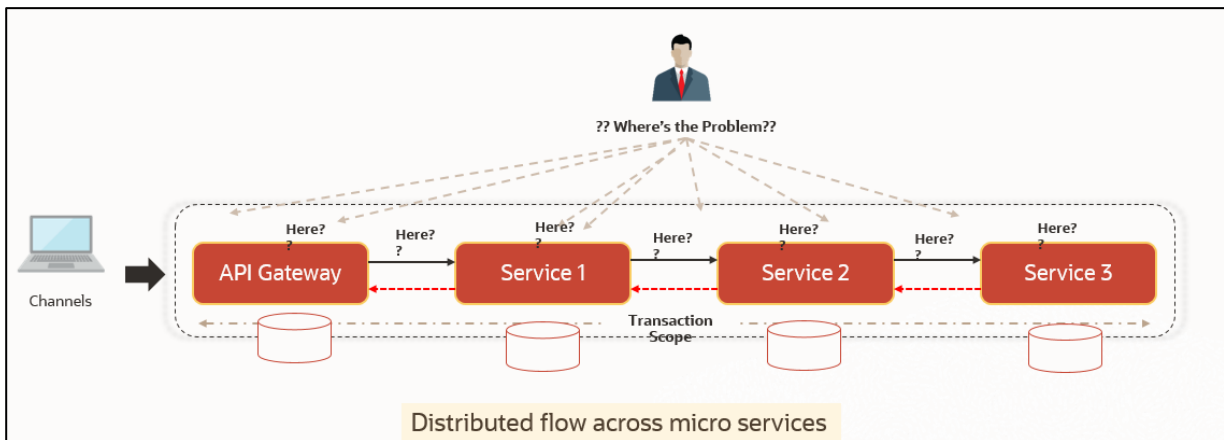 ?? Where's the Problem??
Here?
?
Here?
?
Here?
?
Here?
?
Here?
?
Here?
?
Here?
?
API Gateway
Service 1
Service 2
Service 3
Channels
Transaction
Scope
Distributed flow across micro services